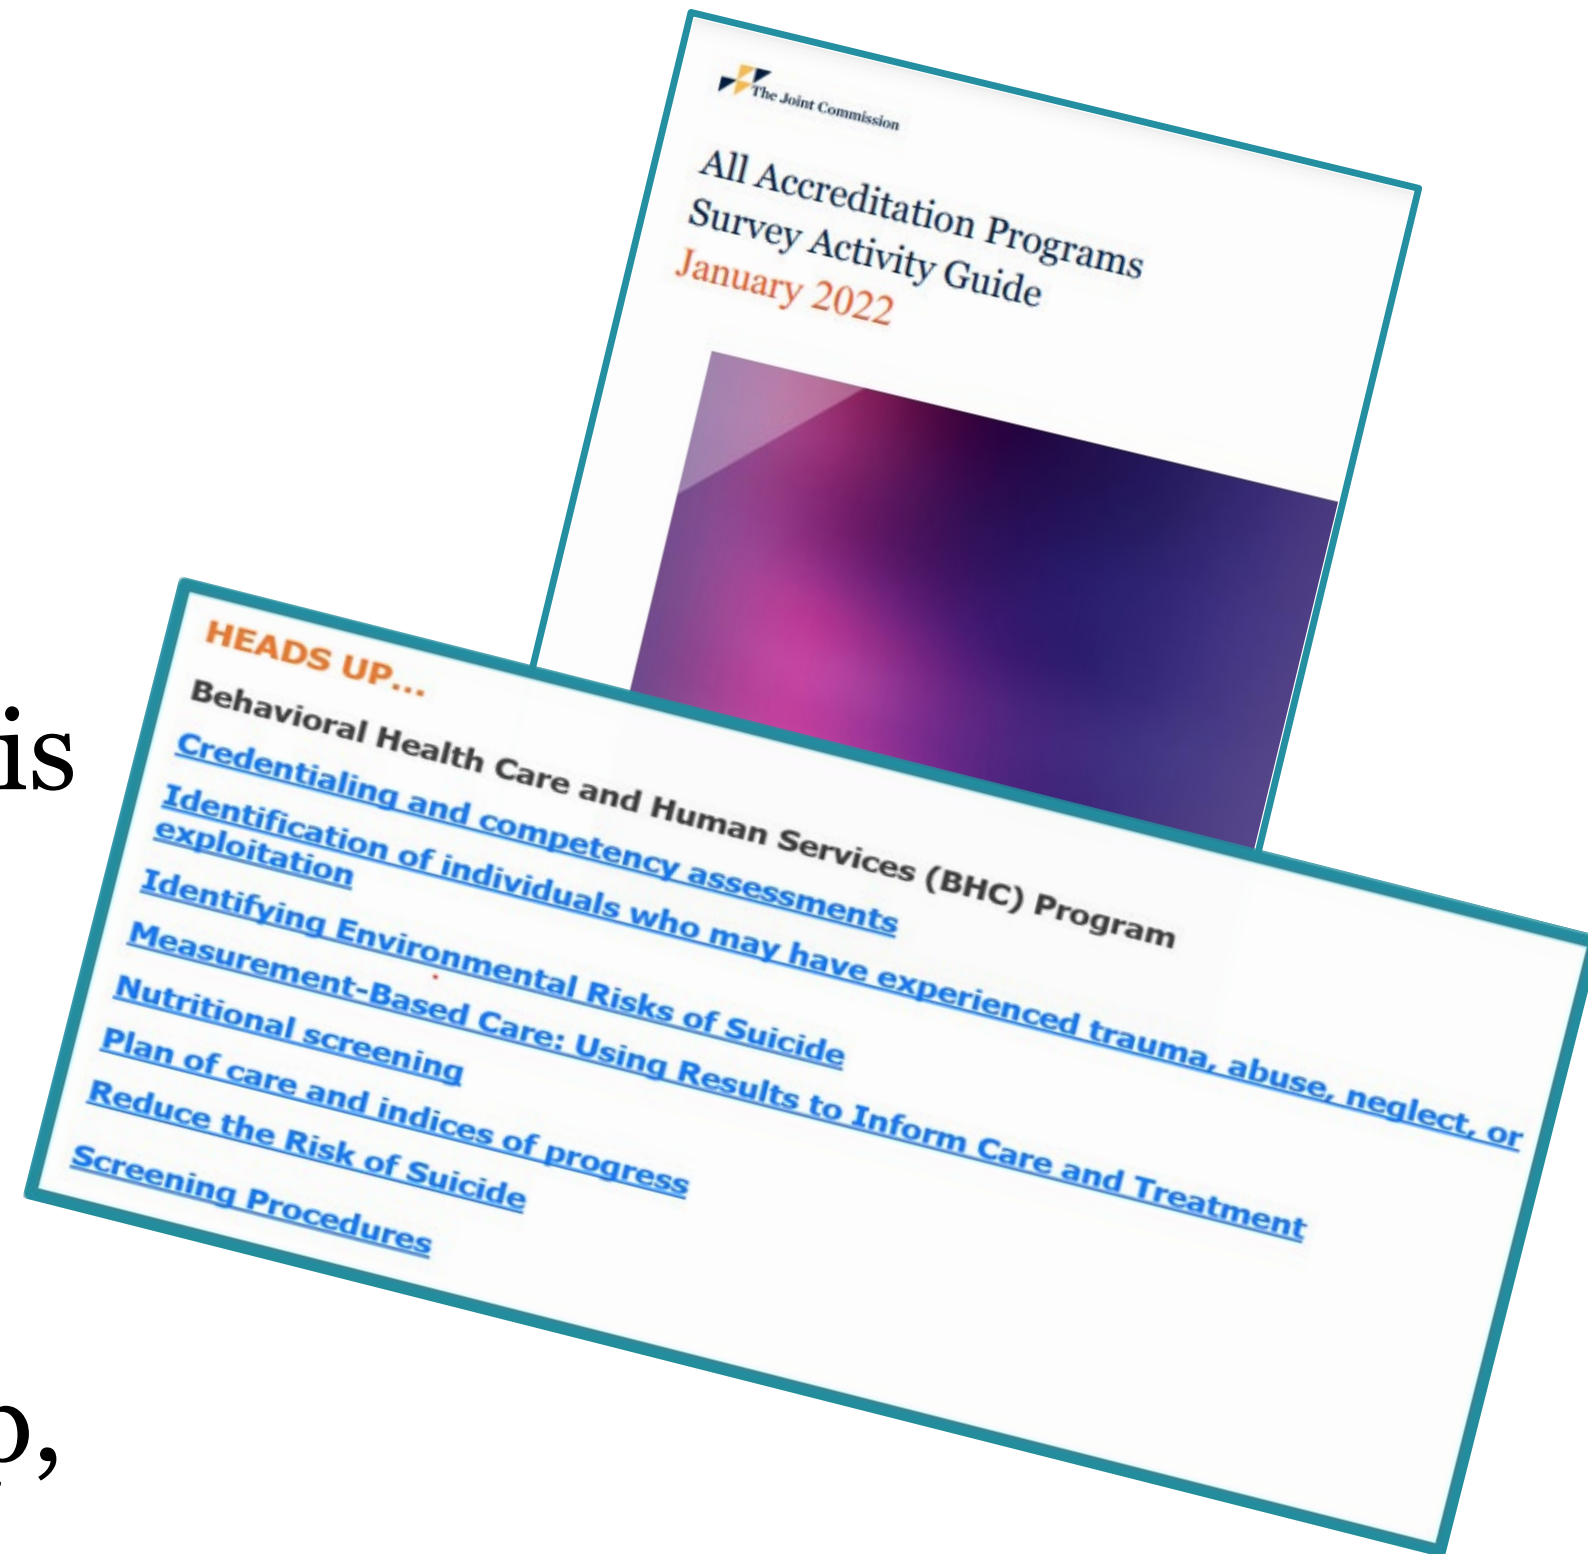 The Joint Commission
All Accreditation Programs
Survey Activity Guide
January 2022
HEADS UP...
Behavioral Health Care and Human Services (BHC) Program
Credentialing and competency assessments
Identification of individuals who may have experienced trauma, abuse, neglect, or
exploitation
Identifying Environmental Risks of Suicide
Measurement-Based Care: Using Results to Inform Care and Treatment
Nutritional screening
Plan of care and indices of progress
Reduce the Risk of Suicide
Screening Procedures
is